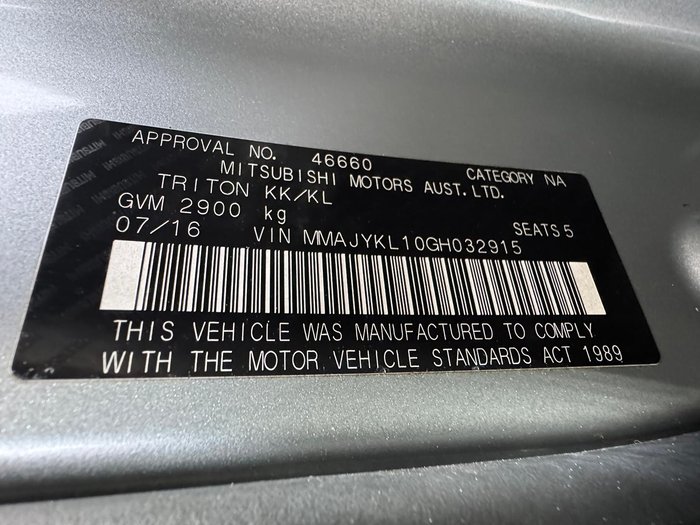 APPROVAL NO. 46660 CATEGORY NA
MITSUBISHI MOTORS AUST.LTD.
TRITON KK/KL
GVM 2900 kg SEATS 5
07/16 VIN MMAJYKL10GH032915
THIS VEHICLE WAS MANUFACTURED TO COMPLY
WITH THE MOTOR VEHICLE STANDARDS ACT 1989